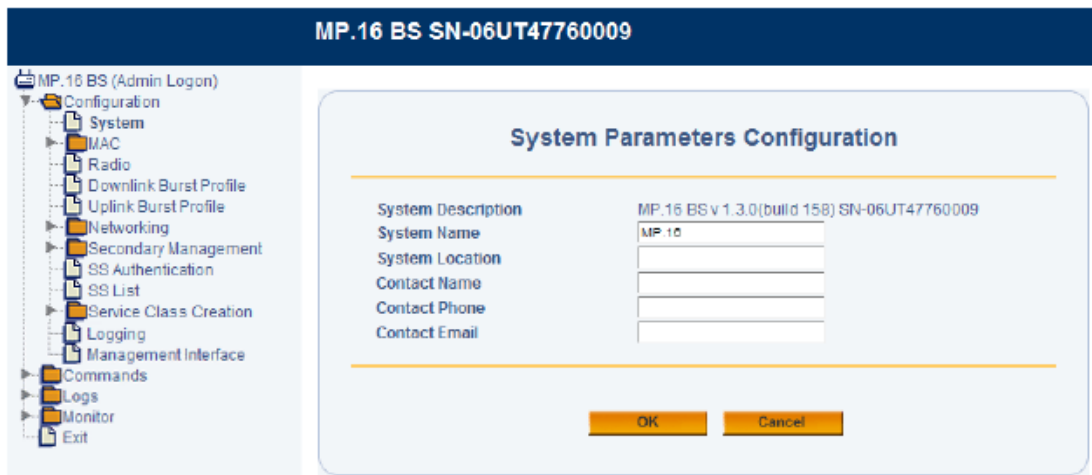 MP.16 BS SN-06UT47760009
MP.16 BS (Admin Logon)
Configuration
System
MAC
Radio
Downlink Burst Profile
Uplink Burst Profile
Networking
Secondary Management
SS Authentication
SS List
Service Class Creation
Logging
Management Interface
Commands
Logs
Monitor
Exit
System Parameters Configuration
System Description MP.16 BS v 1.3.0(build 158) SN-06UT47760009
System Name MP.16
System Location
Contact Name
Contact Phone
Contact Email
OK Cancel